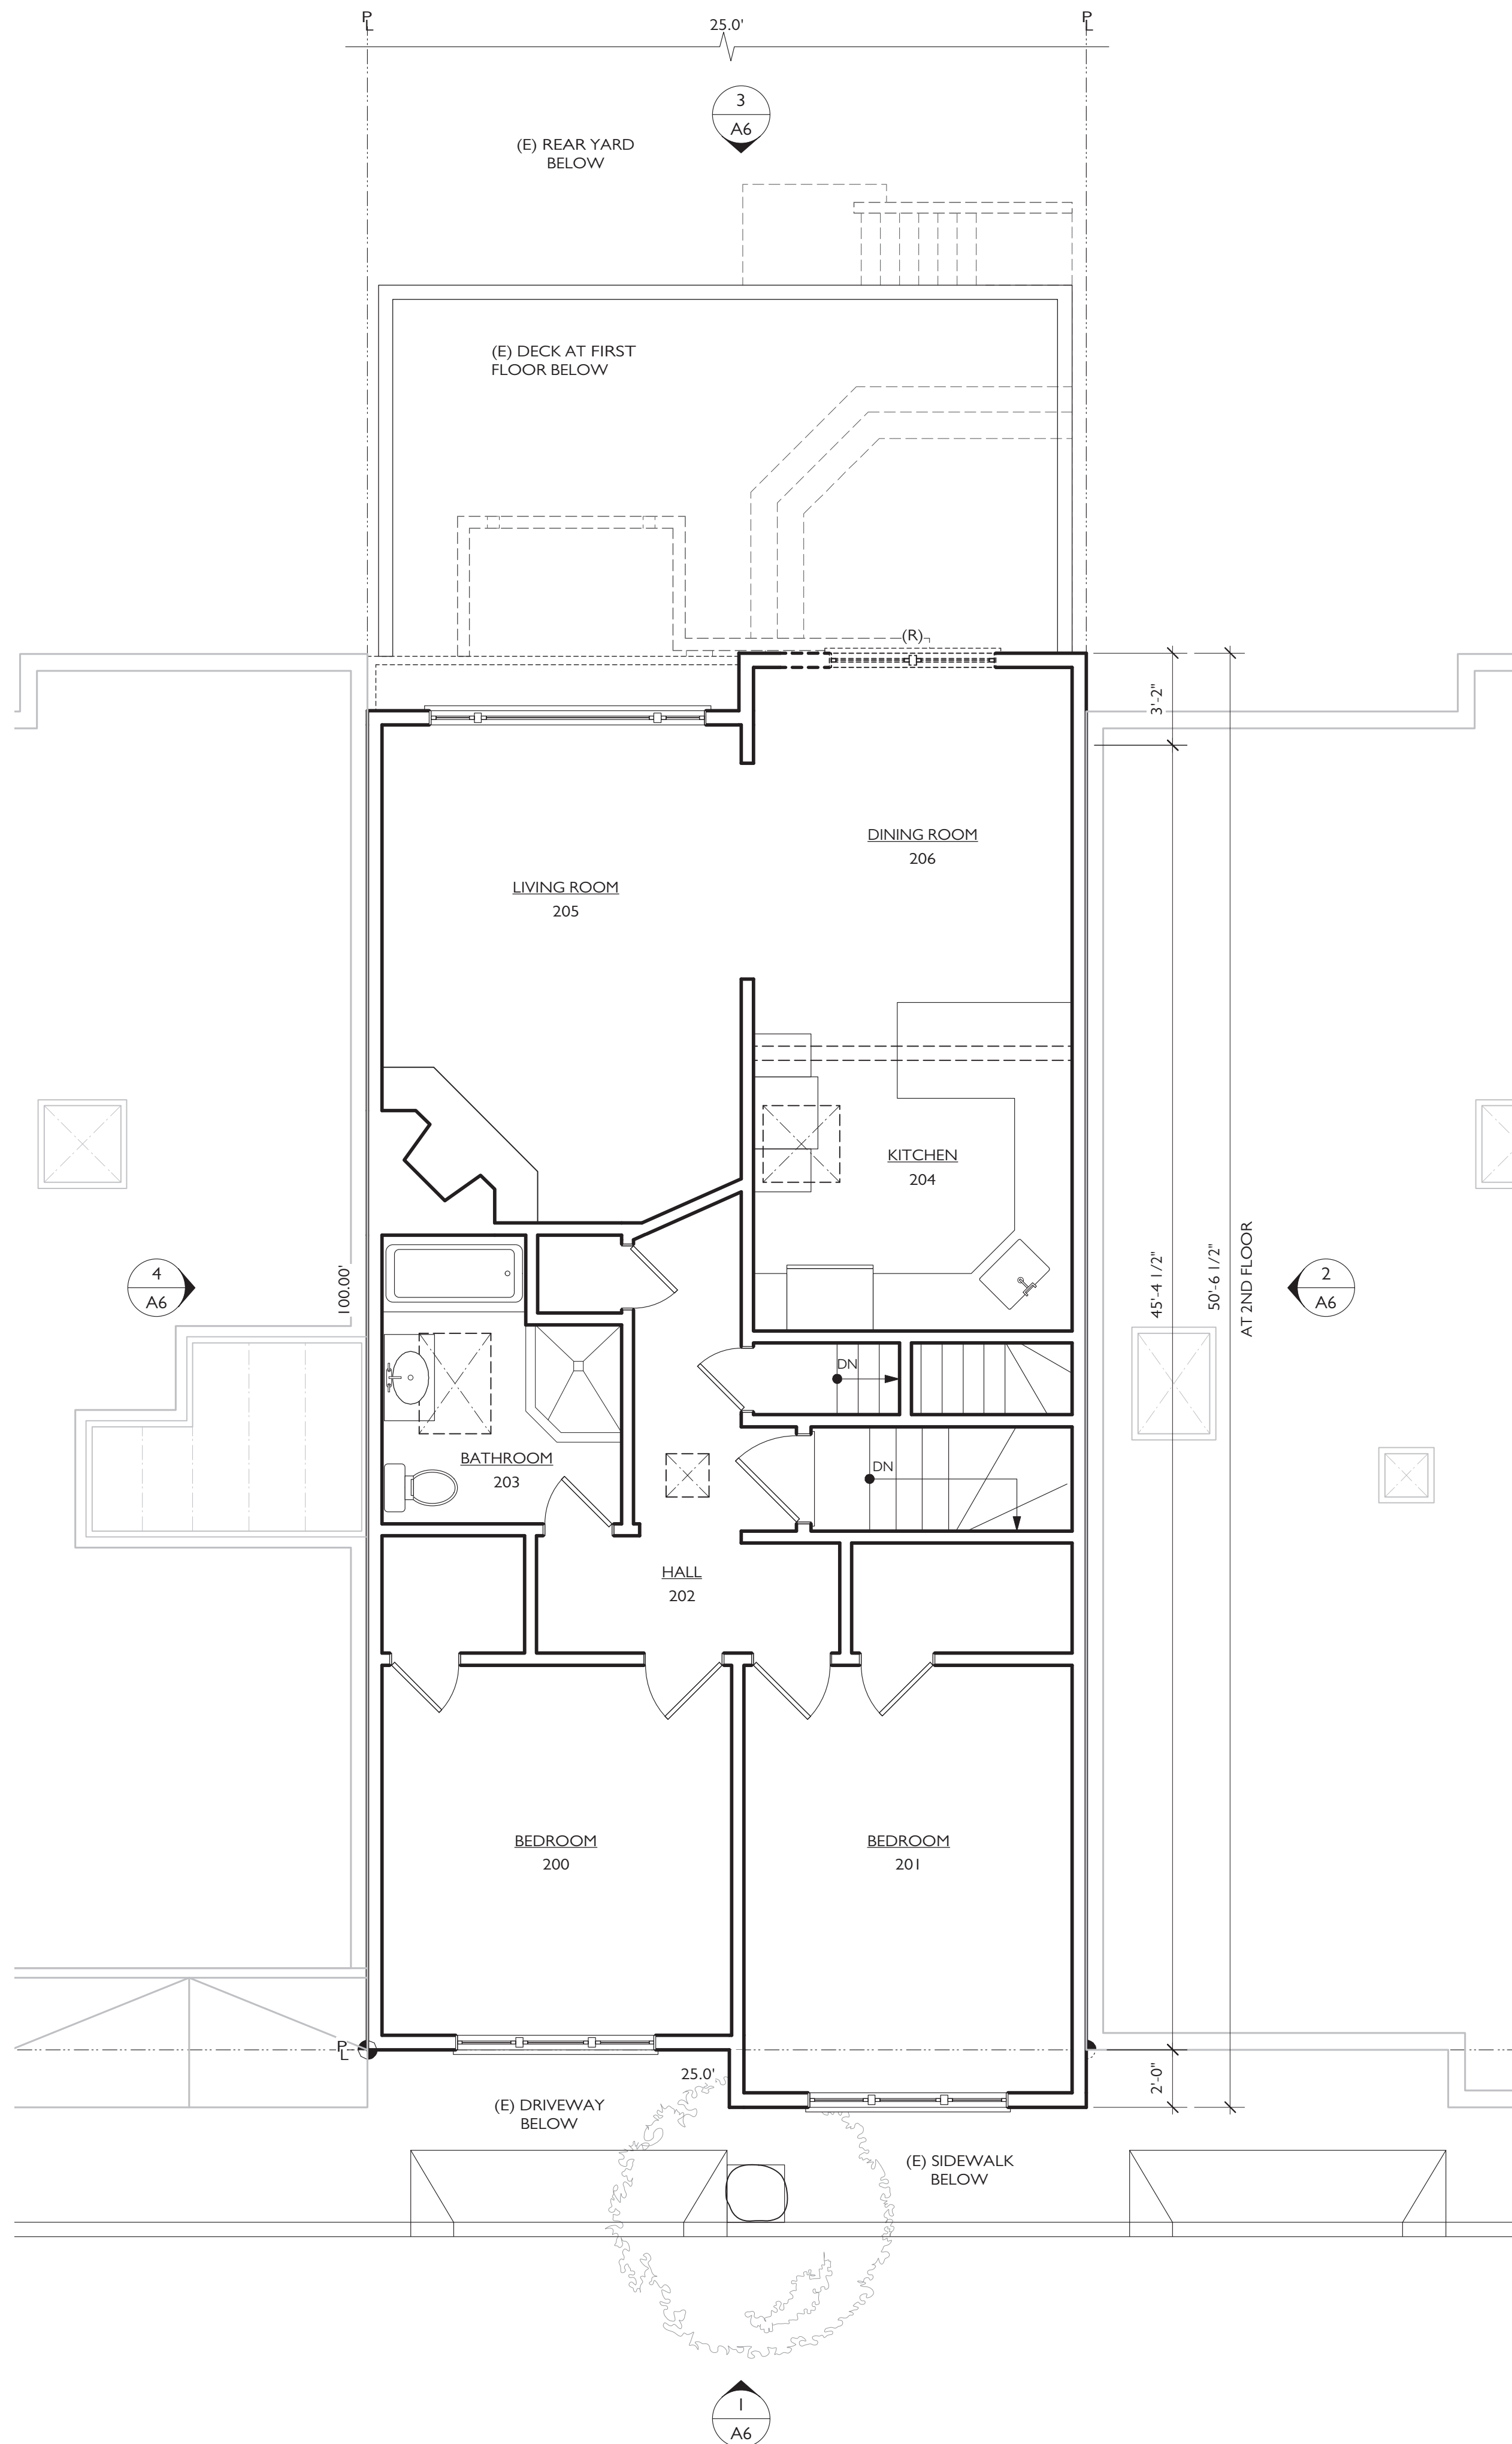 PL
25.0'
PL
3
A6
(E) REAR YARD
BELOW
(E) DECK AT FIRST
FLOOR BELOW
(R)
3'-2"
DINING ROOM
206
LIVING ROOM
205
KITCHEN
204
4
A6
100.00'
45'-4 1/2"
50'-6 1/2"
AT 2ND FLOOR
2
A6
DN
BATHROOM
203
DN
HALL
202
BEDROOM
200
BEDROOM
201
PL
25.0'
2'-0"
(E) DRIVEWAY
BELOW
(E) SIDEWALK
BELOW
1
A6